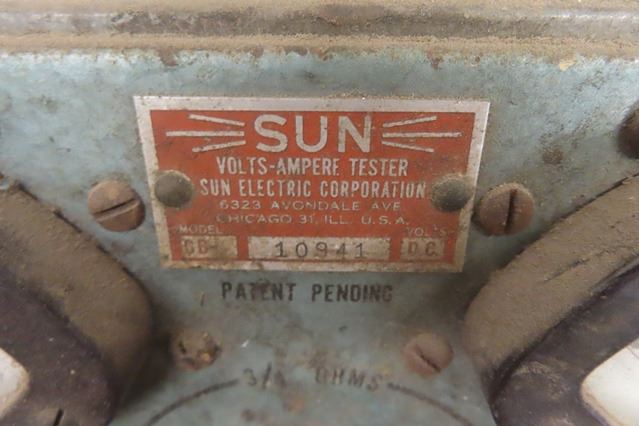 SUN
VOLTS-AMPERE TESTER
SUN ELECTRIC CORPORATION
6323 AVONDALE AVE.
CHICAGO 31, ILL. U.S.A.
MODEL VOLTS
10941 D.C.
PATENT PENDING
OHMS